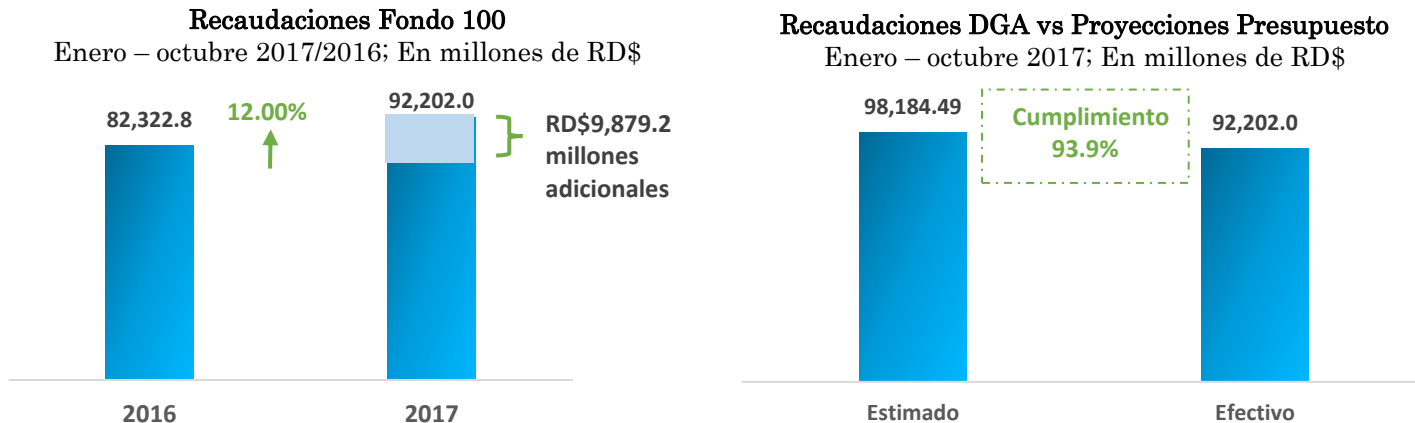 Recaudaciones Fondo 100
Enero – octubre 2017/2016; En millones de RD$
82,322.8
12.00%
92,202.0
RD$9,879.2
millones
adicionales
2016
2017
Recaudaciones DGA vs Proyecciones Presupuesto
Enero – octubre 2017; En millones de RD$
98,184.49
Cumplimiento
93.9%
92,202.0
Estimado
Efectivo